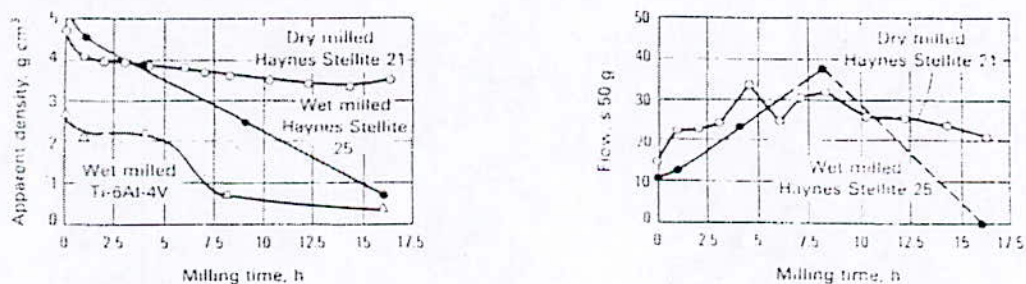 Apparent density, g cm³
5
4
3
2
1
0
Dry milled
Haynes Stellite 21
Wet milled
Haynes Stellite
25
Wet milled
Ti-6Al-4V
0 2.5 5 7.5 10 12.5 15 17.5
Milling time, h
Flow, s 50 g
50
40
30
20
10
0
Dry milled
Haynes Stellite 21
Wet milled
Haynes Stellite 25
0 2.5 5 7.5 10 12.5 15 17.5
Milling time, h